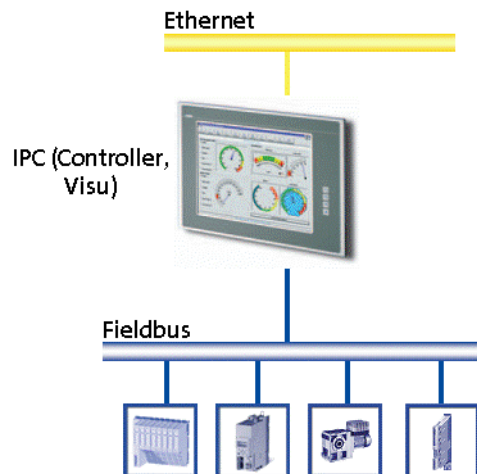 Ethernet
IPC (Controller,
Visu)
Fieldbus